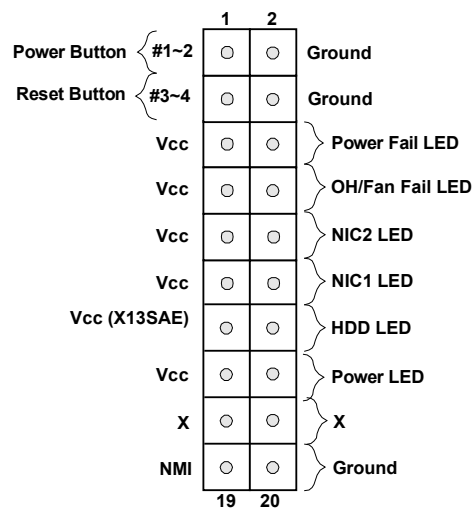 1 2
Power Button #1~2 Ground
Reset Button #3~4 Ground
Vcc Power Fail LED
Vcc OH/Fan Fail LED
Vcc NIC2 LED
Vcc NIC1 LED
Vcc (X13SAE) HDD LED
Vcc Power LED
X X
NMI Ground
19 20